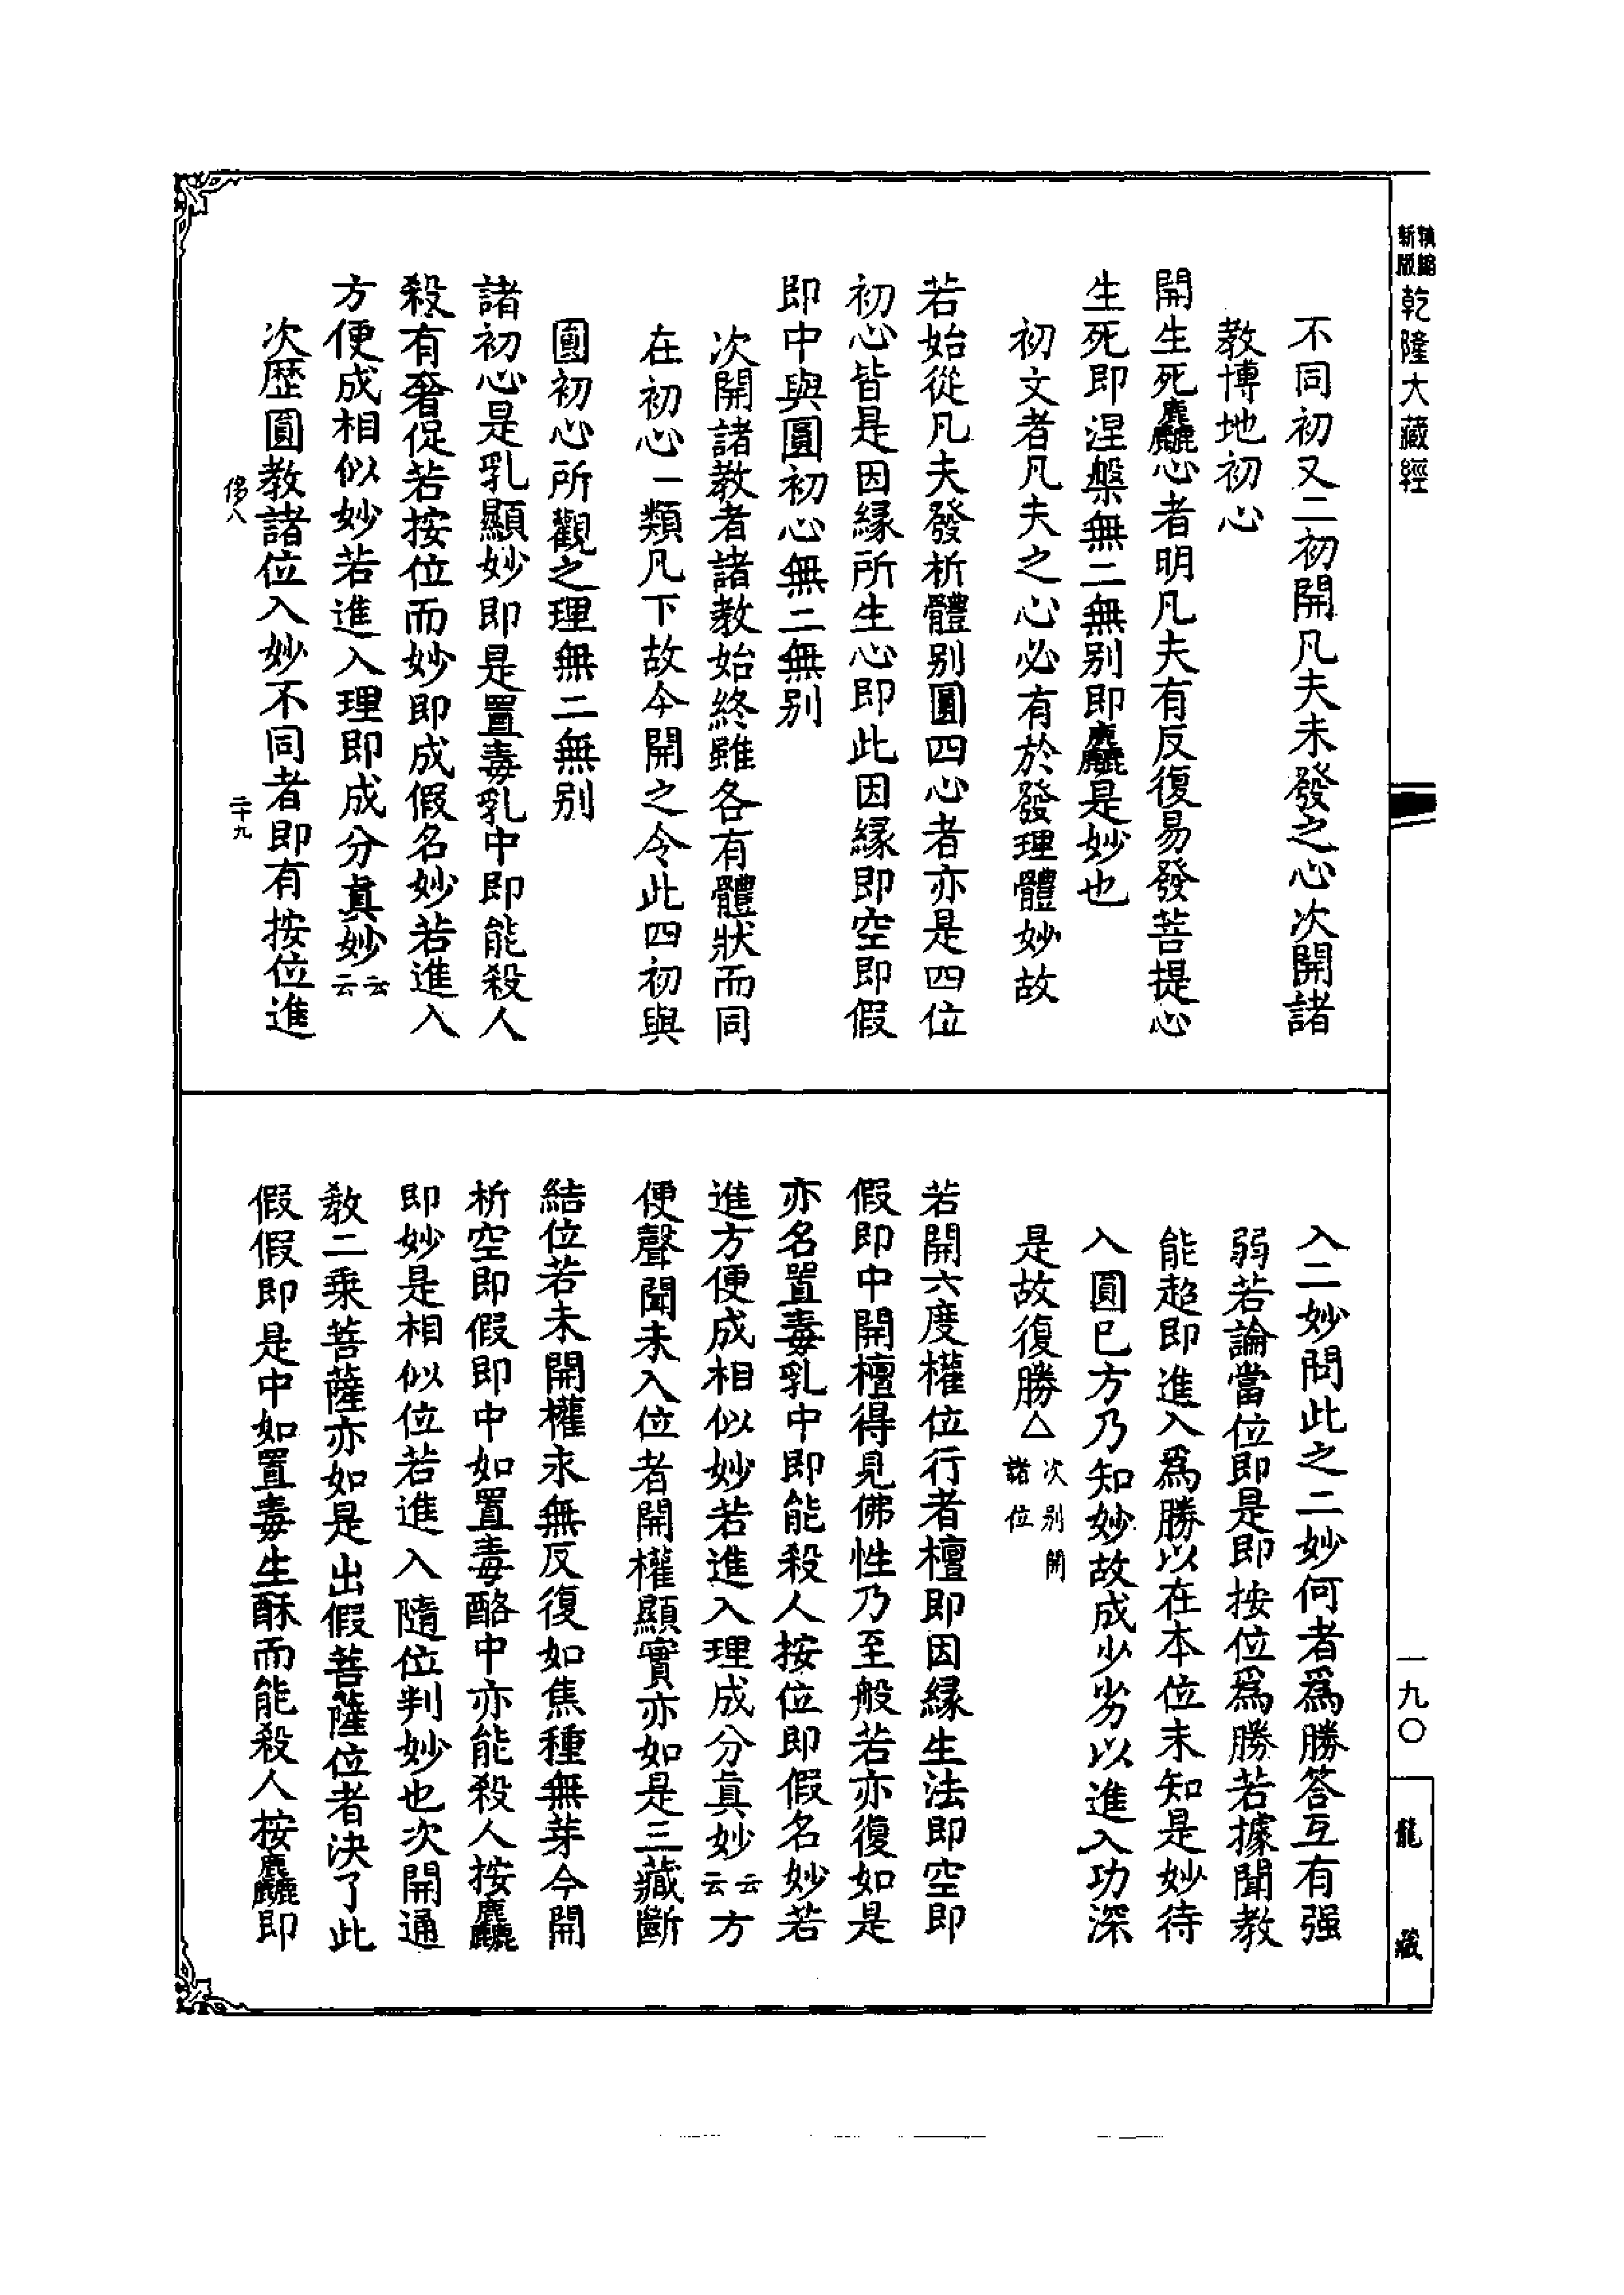 精縮新版 乾隆大藏經
不同初又二初開凡夫未發之心次開諸
教博地初心
開生死麤心者明凡夫有反復易發菩提心
生死即涅槃無二無別即麤是妙也
初文者凡夫之心必有於發理體妙故
若始從凡夫發析體別圓四心者亦是四位
初心皆是因緣所生心即此因緣即空即假
即中與圓初心無二無別
次開諸教者諸教始終雖各有體狀而同
在初心一類凡下故今開之令此四初與
圓初心所觀之理無二無別
諸初心是乳顯妙即是置毒乳中即能殺人
殺有奢促若按位而妙即成假名妙若進入
方便成相似妙若進入理即成分真妙云云
次歷圓教諸位入妙不同者即有按位進
侈八 二十九
入二妙問此之二妙何者爲勝答互有强
弱若論當位即是即按位爲勝若據聞教
能超即進入爲勝以在本位未知是妙待
入圓已方乃知妙故成少劣以進入功深
是故復勝△次別開諸位
若開六度權位行者檀即因緣生法即空即
假即中開檀得見佛性乃至般若亦復如是
亦名置毒乳中即能殺人按位即假名妙若
進方便成相似妙若進入理成分真妙云云方
便聲聞未入位者開權顯實亦如是三藏斷
結位若未開權永無反復如焦種無芽今開
析空即假即中如置毒酪中亦能殺人按麤
即妙是相似位若進入隨位判妙也次開通
教二乘菩薩亦如是出假菩薩位者決了此
假假即是中如置毒生酥而能殺人按麤即
一九〇
龍藏